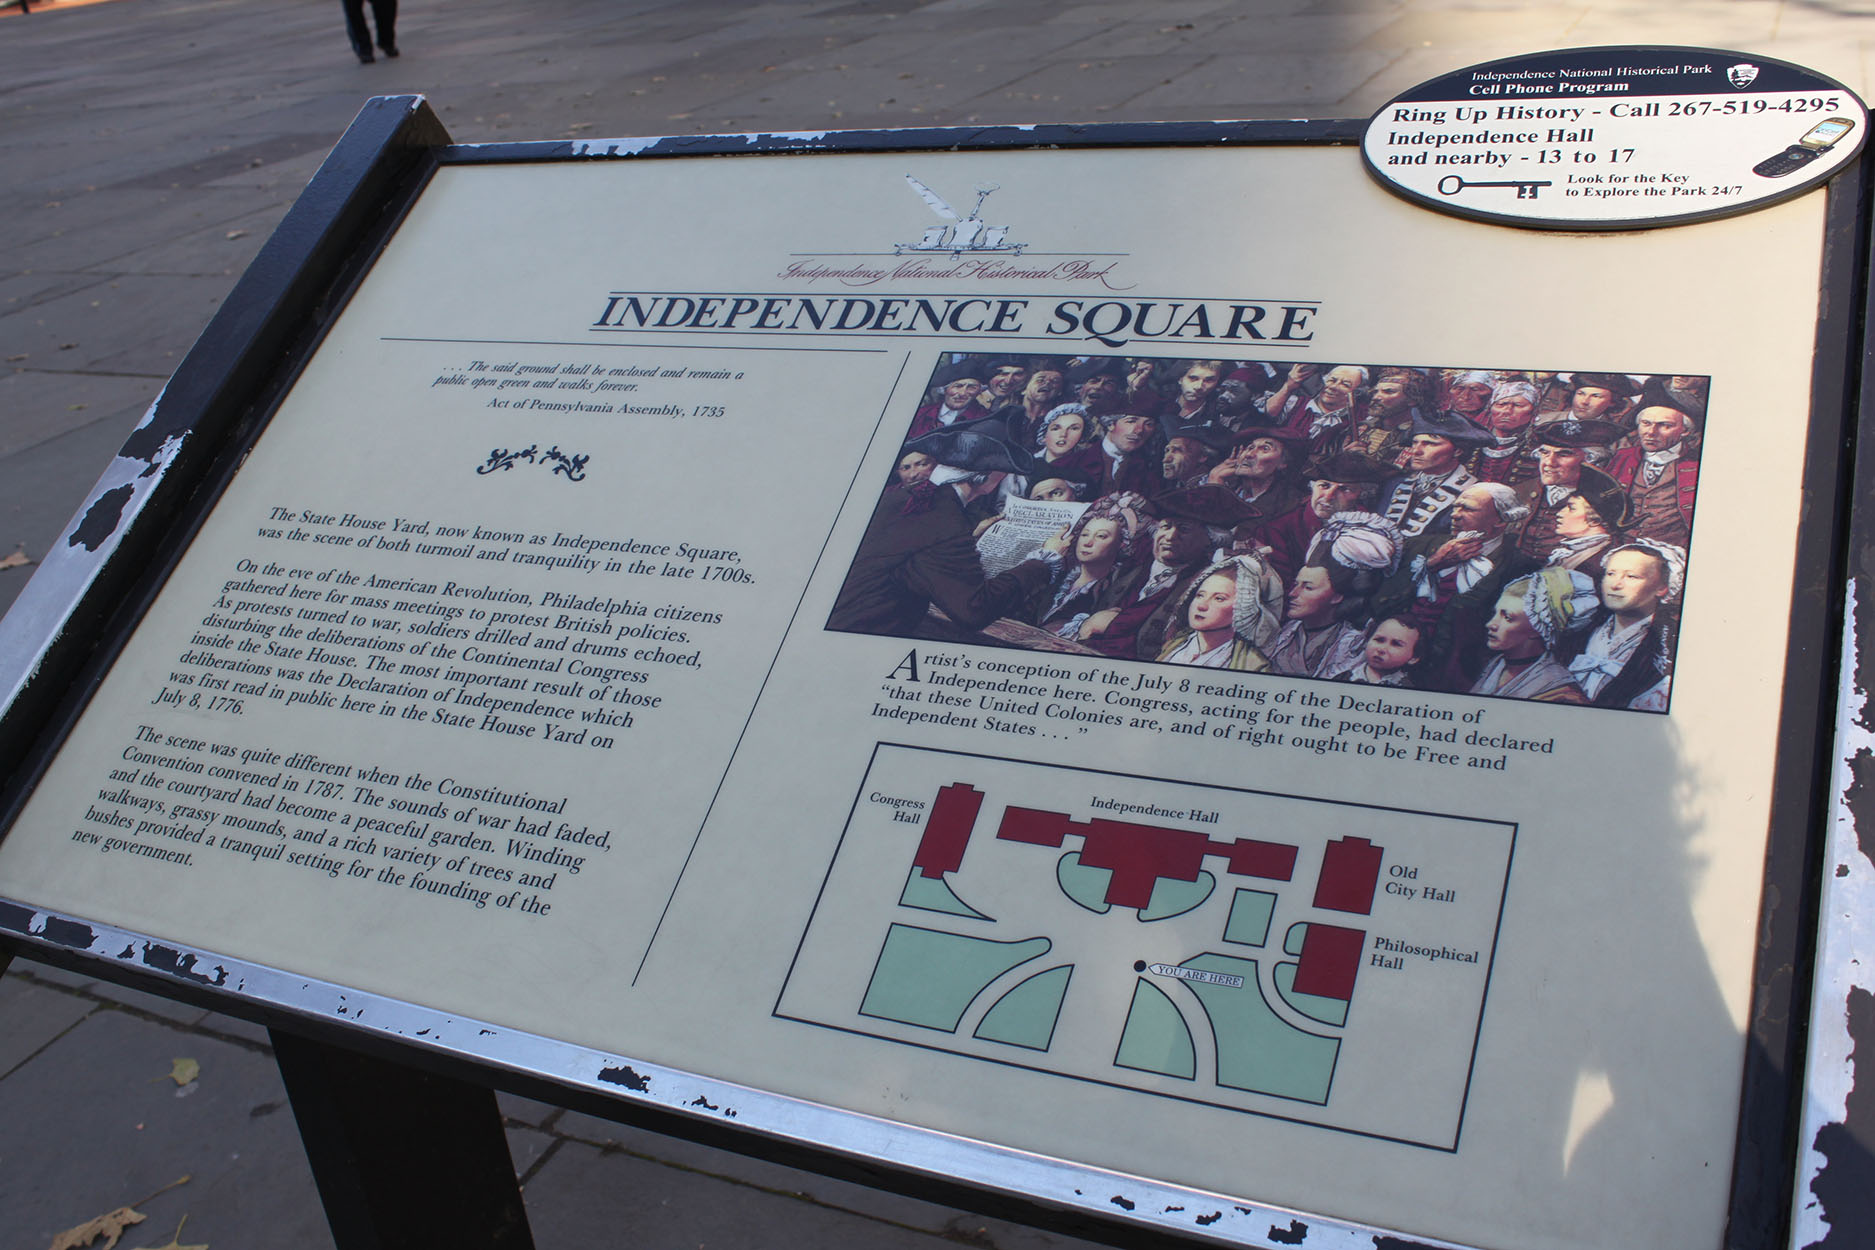 Independence National Historical Park
Cell Phone Program
Ring Up History - Call 267-519-4295
Independence Hall
and nearby - 13 to 17
Look for the Key
to Explore the Park 24/7
Independence National Historical Park
INDEPENDENCE SQUARE
. . . The said ground shall be enclosed and remain a
public open green and walks forever.
Act of Pennsylvania Assembly, 1735
The State House Yard, now known as Independence Square,
was the scene of both turmoil and tranquility in the late 1700s.
On the eve of the American Revolution, Philadelphia citizens
gathered here for mass meetings to protest British policies.
As protests turned to war, soldiers drilled and drums echoed,
disturbing the deliberations of the Continental Congress
inside the State House. The most important result of those
deliberations was the Declaration of Independence which
was first read in public here in the State House Yard on
July 8, 1776.
The scene was quite different when the Constitutional
Convention convened in 1787. The sounds of war had faded,
and the courtyard had become a peaceful garden. Winding
walkways, grassy mounds, and a rich variety of trees and
bushes provided a tranquil setting for the founding of the
new government.
DECLARATION
Artist's conception of the July 8 reading of the Declaration of
Independence here. Congress, acting for the people, had declared
“that these United Colonies are, and of right ought to be Free and
Independent States . . . ”
Congress
Hall
Independence Hall
Old
City Hall
Philosophical
Hall
YOU ARE HERE